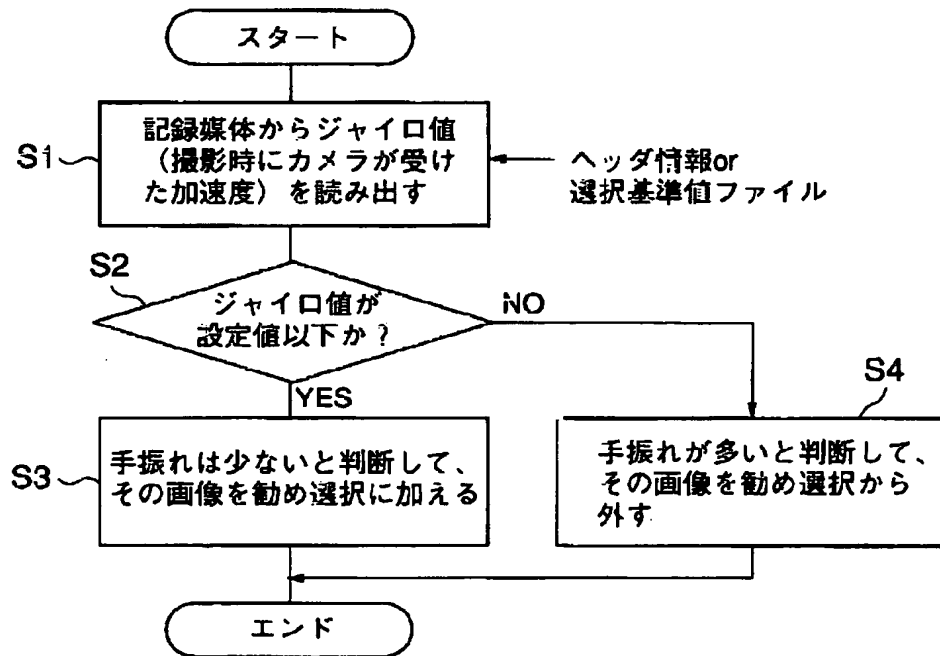 スタート
S1
記録媒体からジャイロ値
（撮影時にカメラが受け
た加速度）を読み出す
ヘッダ情報or
選択基準値ファイル
S2
ジャイロ値が
設定値以下か？
NO
YES
S4
S3
手振れは少ないと判断して、
その画像を勧め選択に加える
手振れが多いと判断して、
その画像を勧め選択から
外す
エンド